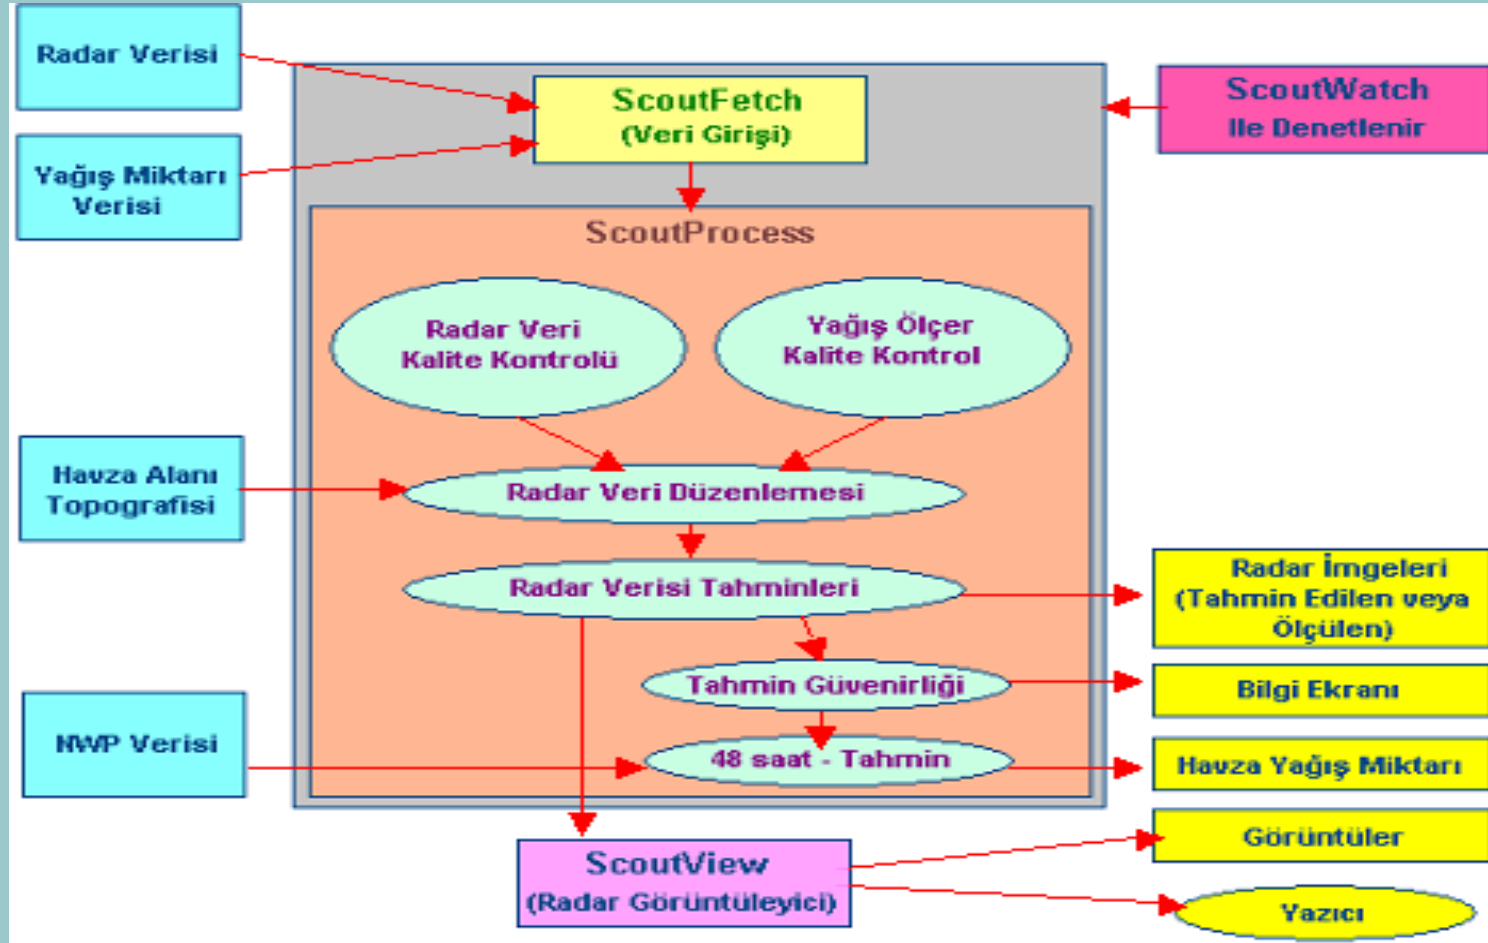 Radar Verisi
Yağış Miktarı
Verisi
ScoutFetch
(Veri Girişi)
ScoutWatch
Ile Denetlenir
ScoutProcess
Radar Veri
Kalite Kontrolü
Yağış Ölçer
Kalite Kontrol
Havza Alanı
Topografisi
Radar Veri Düzenlemesi
Radar Verisi Tahminleri
Radar İmgeleri
(Tahmin Edilen veya
Ölçülen)
Tahmin Güvenirliği
Bilgi Ekranı
NWP Verisi
48 saat - Tahmin
Havza Yağış Miktarı
ScoutView
(Radar Görüntüleyici)
Görüntüler
Yazıcı